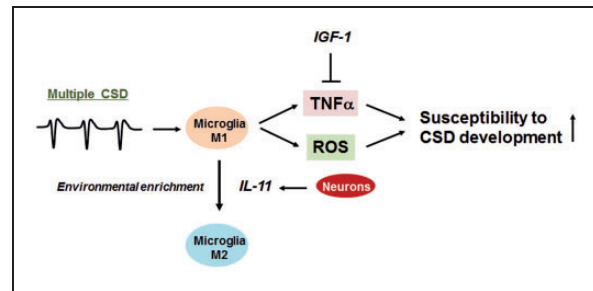 IGF-1
Multiple CSD
TNFα
Microglia
M1
Susceptibility to
CSD development
ROS
Environmental enrichment
IL-11
Neurons
Microglia
M2